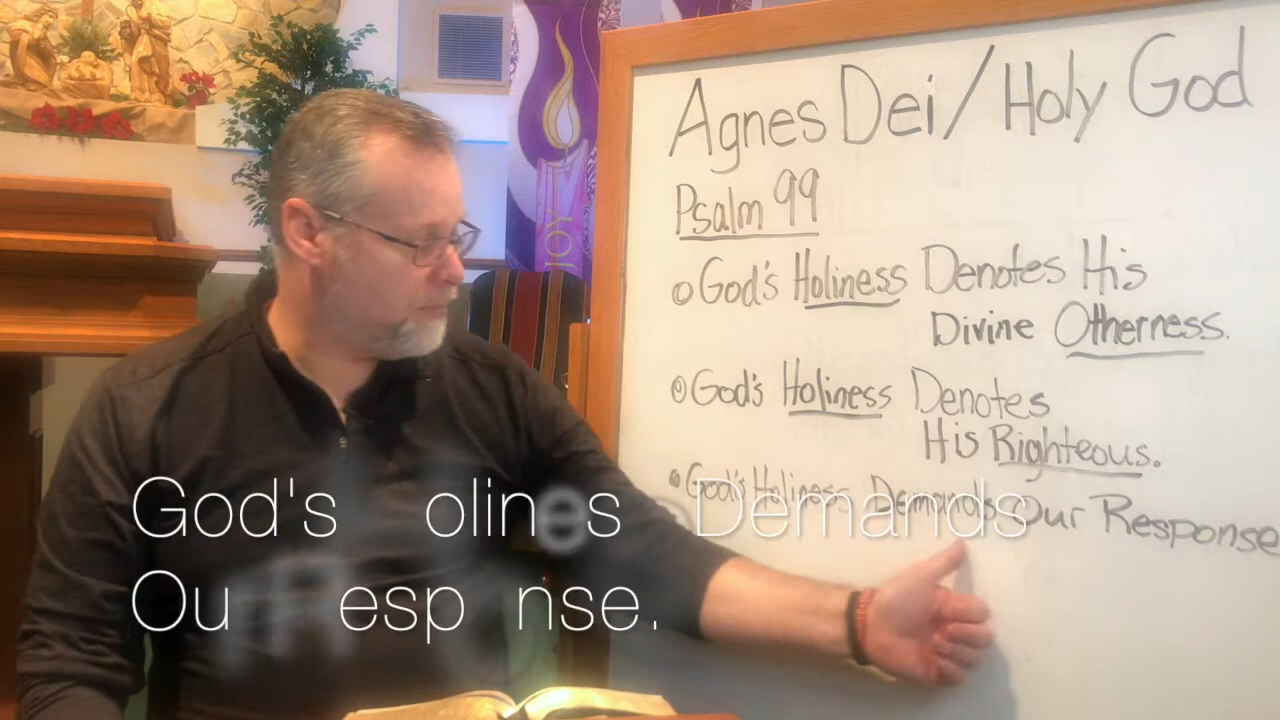 Agnes Dei / Holy God
Psalm 99
God's Holiness Denotes His
Divine Otherness.
God's Holiness Denotes
His Righteous.
God's Holiness Demands Our Response
God's olines Demands
Ou esp nse.
JOY